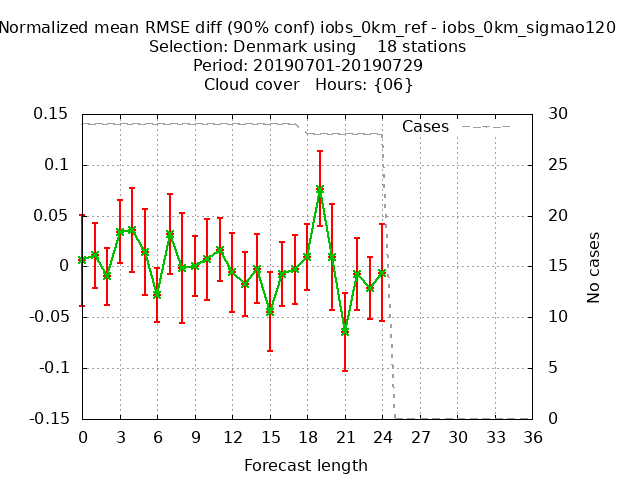 Normalized mean RMSE diff (90% conf) iobs_0km_ref - iobs_0km_sigmao120
Selection: Denmark using    18 stations
Period: 20190701-20190729
Cloud cover   Hours: {06}
Cases
0.15
0.1
0.05
0
-0.05
-0.1
-0.15
30
25
20
15
10
5
0
No cases
0 3 6 9 12 15 18 21 24 27 30 33 36
Forecast length